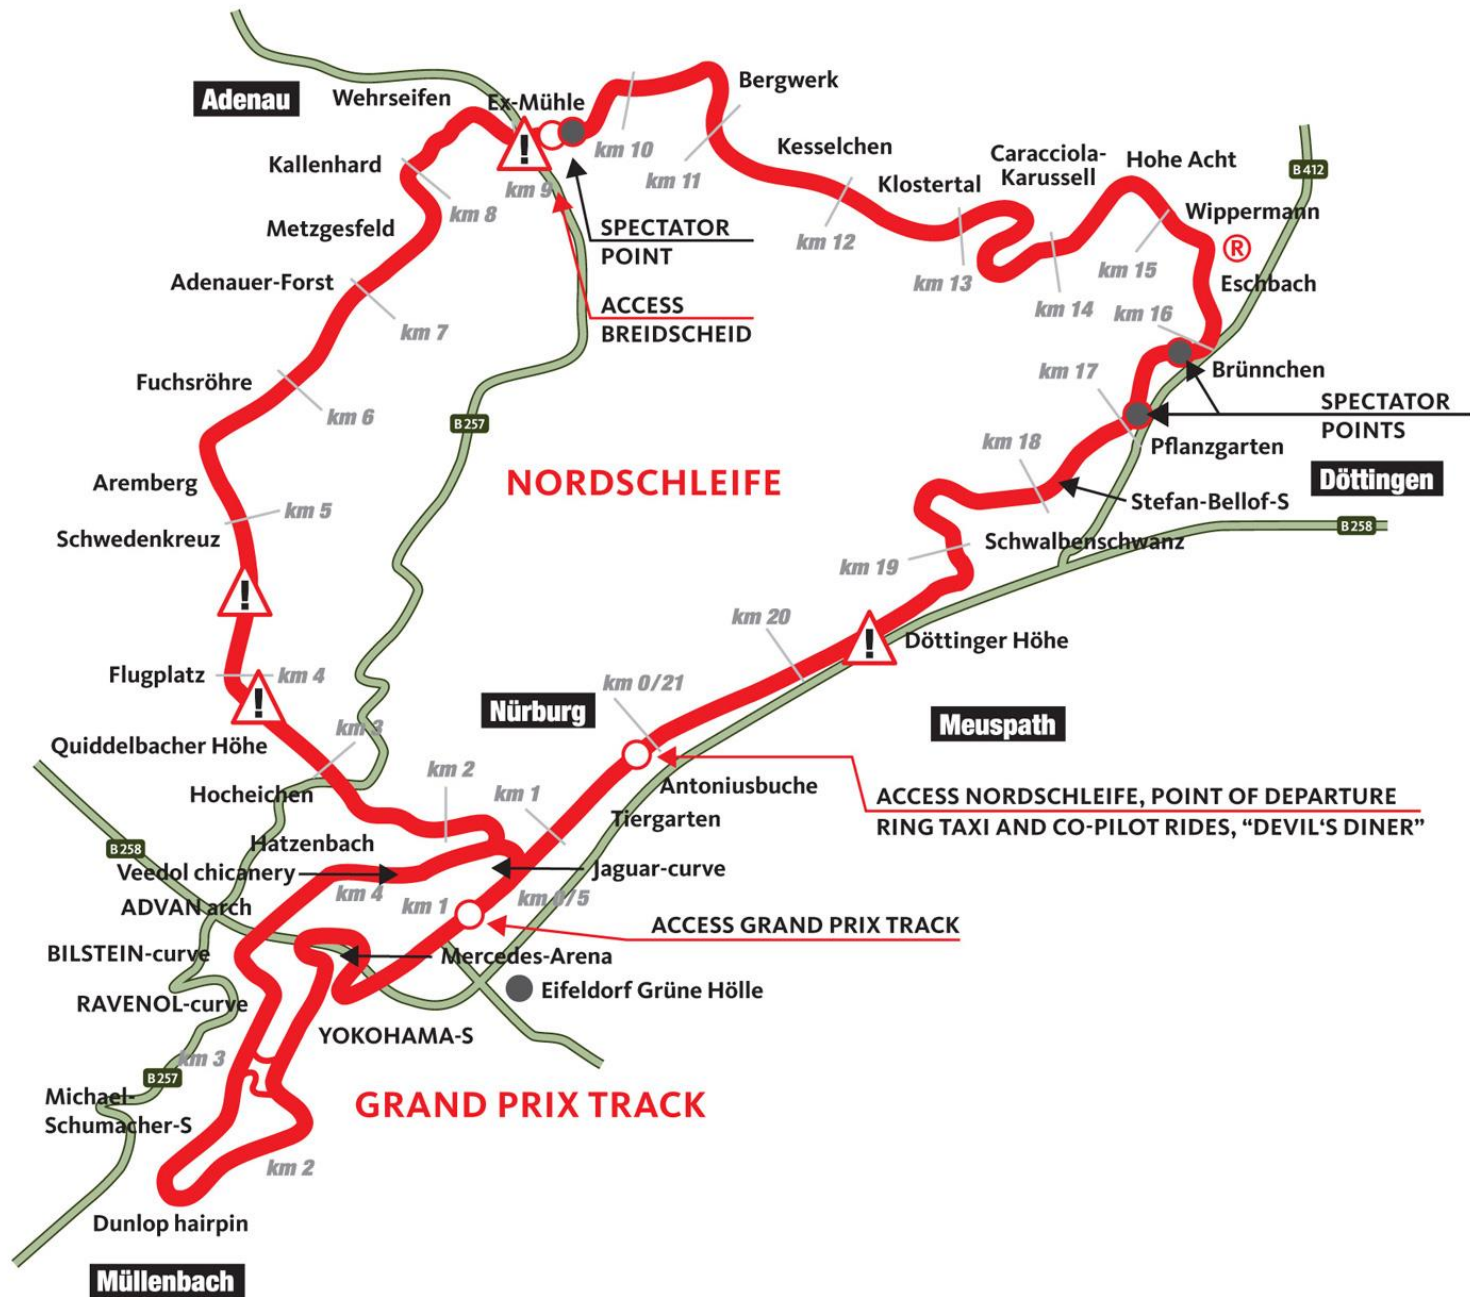 Adenau
Wehrseifen
Ex-Mühle
!
km 9
km 10
Bergwerk
km 11
Kallenhard
km 8
Kesselchen
km 12
Klostertal
km 13
Caracciola-
Karussell
km 14
Hohe Acht
km 15
Wippermann
®
B 412
Eschbach
km 16
Brünnchen
km 17
SPECTATOR
POINTS
Pflanzgarten
Döttingen
SPECTATOR
POINT
ACCESS
BREIDSCHEID
Metzgesfeld
Adenauer-Forst
km 7
Fuchsröhre
km 6
B 257
NORDSCHLEIFE
km 18
Stefan-Bellof-S
B 258
Schwalbenschwanz
km 19
Aremberg
km 5
Schwedenkreuz
!
Flugplatz
km 4
!
Quiddelbacher Höhe
km 3
km 20
!
Döttinger Höhe
km 0/21
Nürburg
Meuspath
Antoniusbuche
ACCESS NORDSCHLEIFE, POINT OF DEPARTURE
RING TAXI AND CO-PILOT RIDES, “DEVIL‘S DINER”
Hocheichen
km 2
km 1
Tiergarten
Hatzenbach
B 258
Veedol chicanery
km 4
Jaguar-curve
km 0/5
km 1
ADVAN arch
ACCESS GRAND PRIX TRACK
BILSTEIN-curve
Mercedes-Arena
RAVENOL-curve
Eifeldorf Grüne Hölle
YOKOHAMA-S
km 3
B 257
Michael-
Schumacher-S
GRAND PRIX TRACK
km 2
Dunlop hairpin
Müllenbach